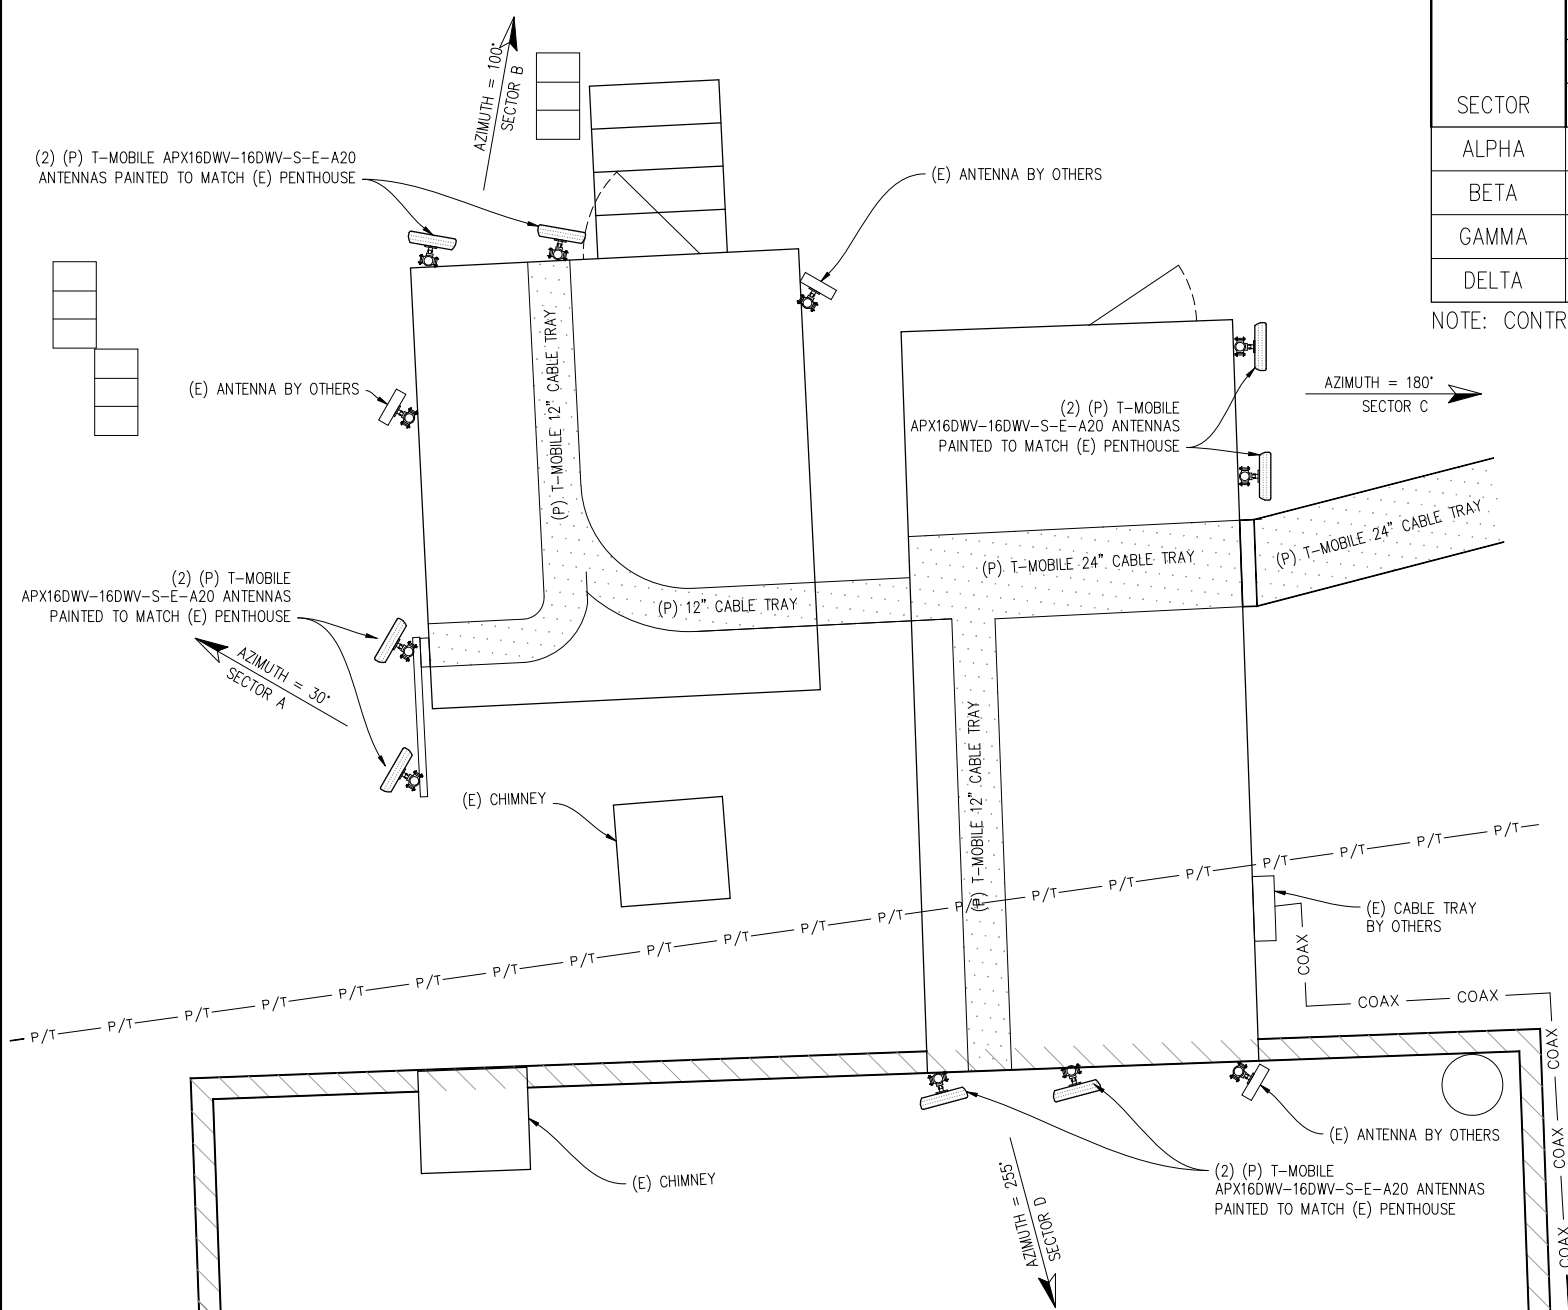 AZIMUTH = 100°
SECTOR B
(2) (P) T-MOBILE APX16DWV-16DWV-S-E-A20
ANTENNAS PAINTED TO MATCH (E) PENTHOUSE
(E) ANTENNA BY OTHERS
SECTOR
ALPHA
BETA
GAMMA
DELTA
NOTE: CONTR
(E) ANTENNA BY OTHERS
(P) T-MOBILE 12" CABLE TRAY
AZIMUTH = 180°
SECTOR C
(2) (P) T-MOBILE
APX16DWV-16DWV-S-E-A20 ANTENNAS
PAINTED TO MATCH (E) PENTHOUSE
(P) T-MOBILE 24" CABLE TRAY
(P) T-MOBILE 24" CABLE TRAY
(2) (P) T-MOBILE
APX16DWV-16DWV-S-E-A20 ANTENNAS
PAINTED TO MATCH (E) PENTHOUSE
(P) 12" CABLE TRAY
AZIMUTH = 30°
SECTOR A
(P) T-MOBILE 12" CABLE TRAY
(E) CHIMNEY
P/T P/T P/T P/T P/T P/T P/T P/T P/T P/T P/T P/T P/T P/T P/T P/T P/T P/T P/T P/T
(E) CABLE TRAY
BY OTHERS
COAX
COAX COAX
COAX
COAX
COAX
(E) ANTENNA BY OTHERS
(E) CHIMNEY
(2) (P) T-MOBILE
APX16DWV-16DWV-S-E-A20 ANTENNAS
PAINTED TO MATCH (E) PENTHOUSE
AZIMUTH = 255°
SECTOR D